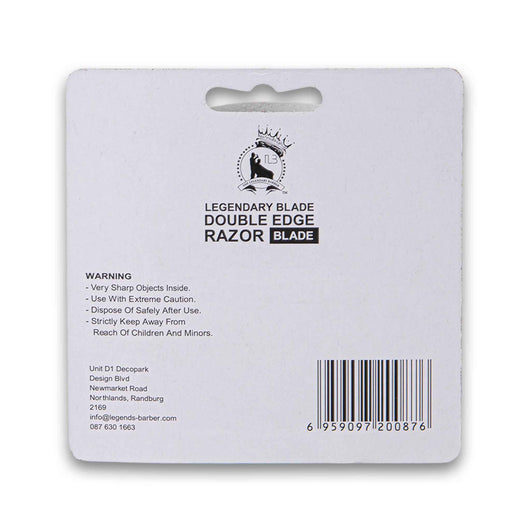 LB
LEGENDARY BLADE
DOUBLE EDGE
RAZOR BLADE
WARNING
- Very Sharp Objects Inside.
- Use With Extreme Caution.
- Dispose Of Safely After Use.
- Strictly Keep Away From
Reach Of Children And Minors.
Unit D1 Decopark
Design Blvd
Newmarket Road
Northlands, Randburg
2169
info@legends-barber.com
087 630 1663
6 959097 200876